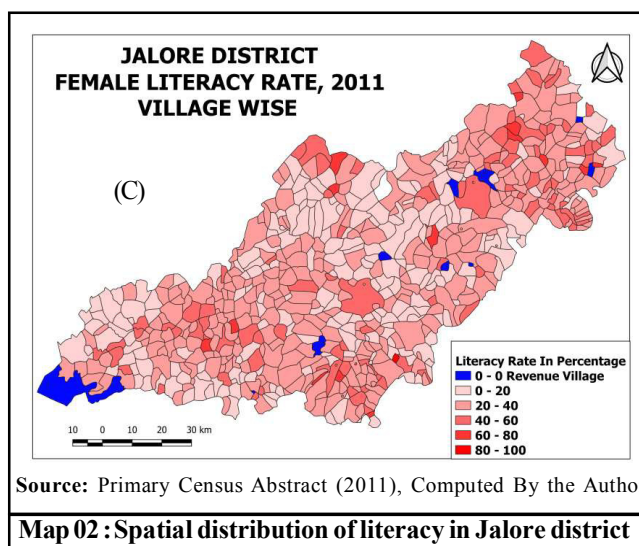 JALORE DISTRICT
FEMALE LITERACY RATE, 2011
VILLAGE WISE
(C)
Literacy Rate In Percentage
0 - 0 Revenue Village
0 - 20
20 - 40
40 - 60
60 - 80
80 - 100
10 0 10 20 30 km
Source: Primary Census Abstract (2011), Computed By the Autho
Map 02 : Spatial distribution of literacy in Jalore district